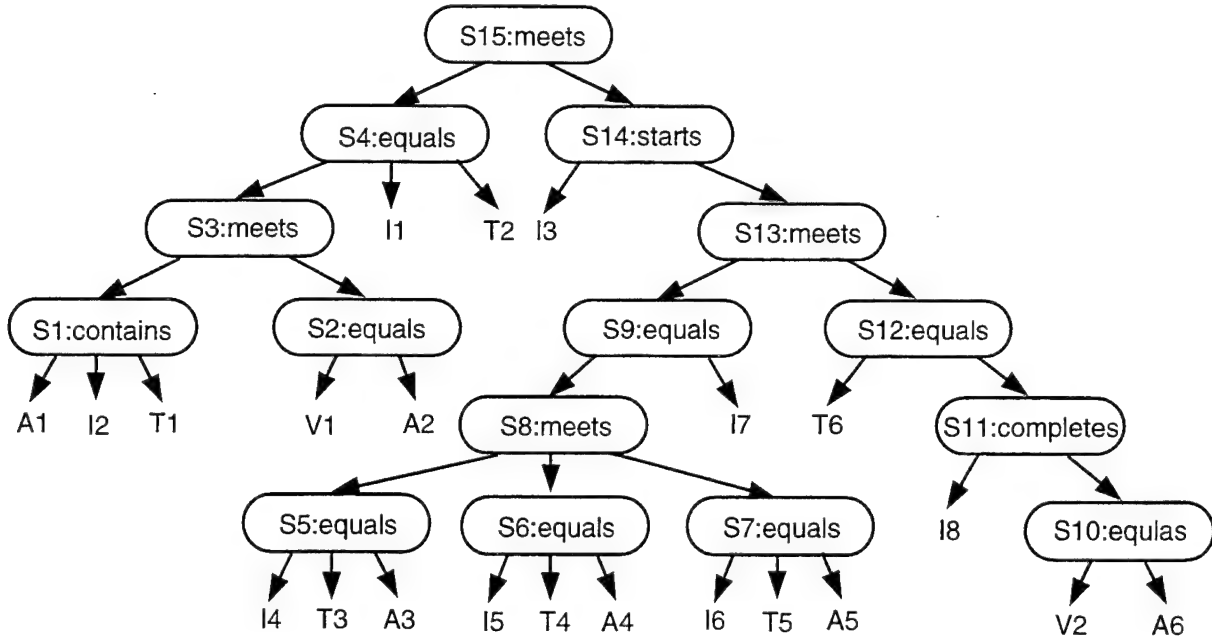 S15:meets
S4:equals
S14:starts
S3:meets
I1
T2
I3
S13:meets
S1:contains
S2:equals
S9:equals
S12:equals
A1
I2
T1
V1
A2
S8:meets
I7
T6
S11:completes
S5:equals
S6:equals
S7:equals
I8
S10:equlas
I4
T3
A3
I5
T4
A4
I6
T5
A5
V2
A6